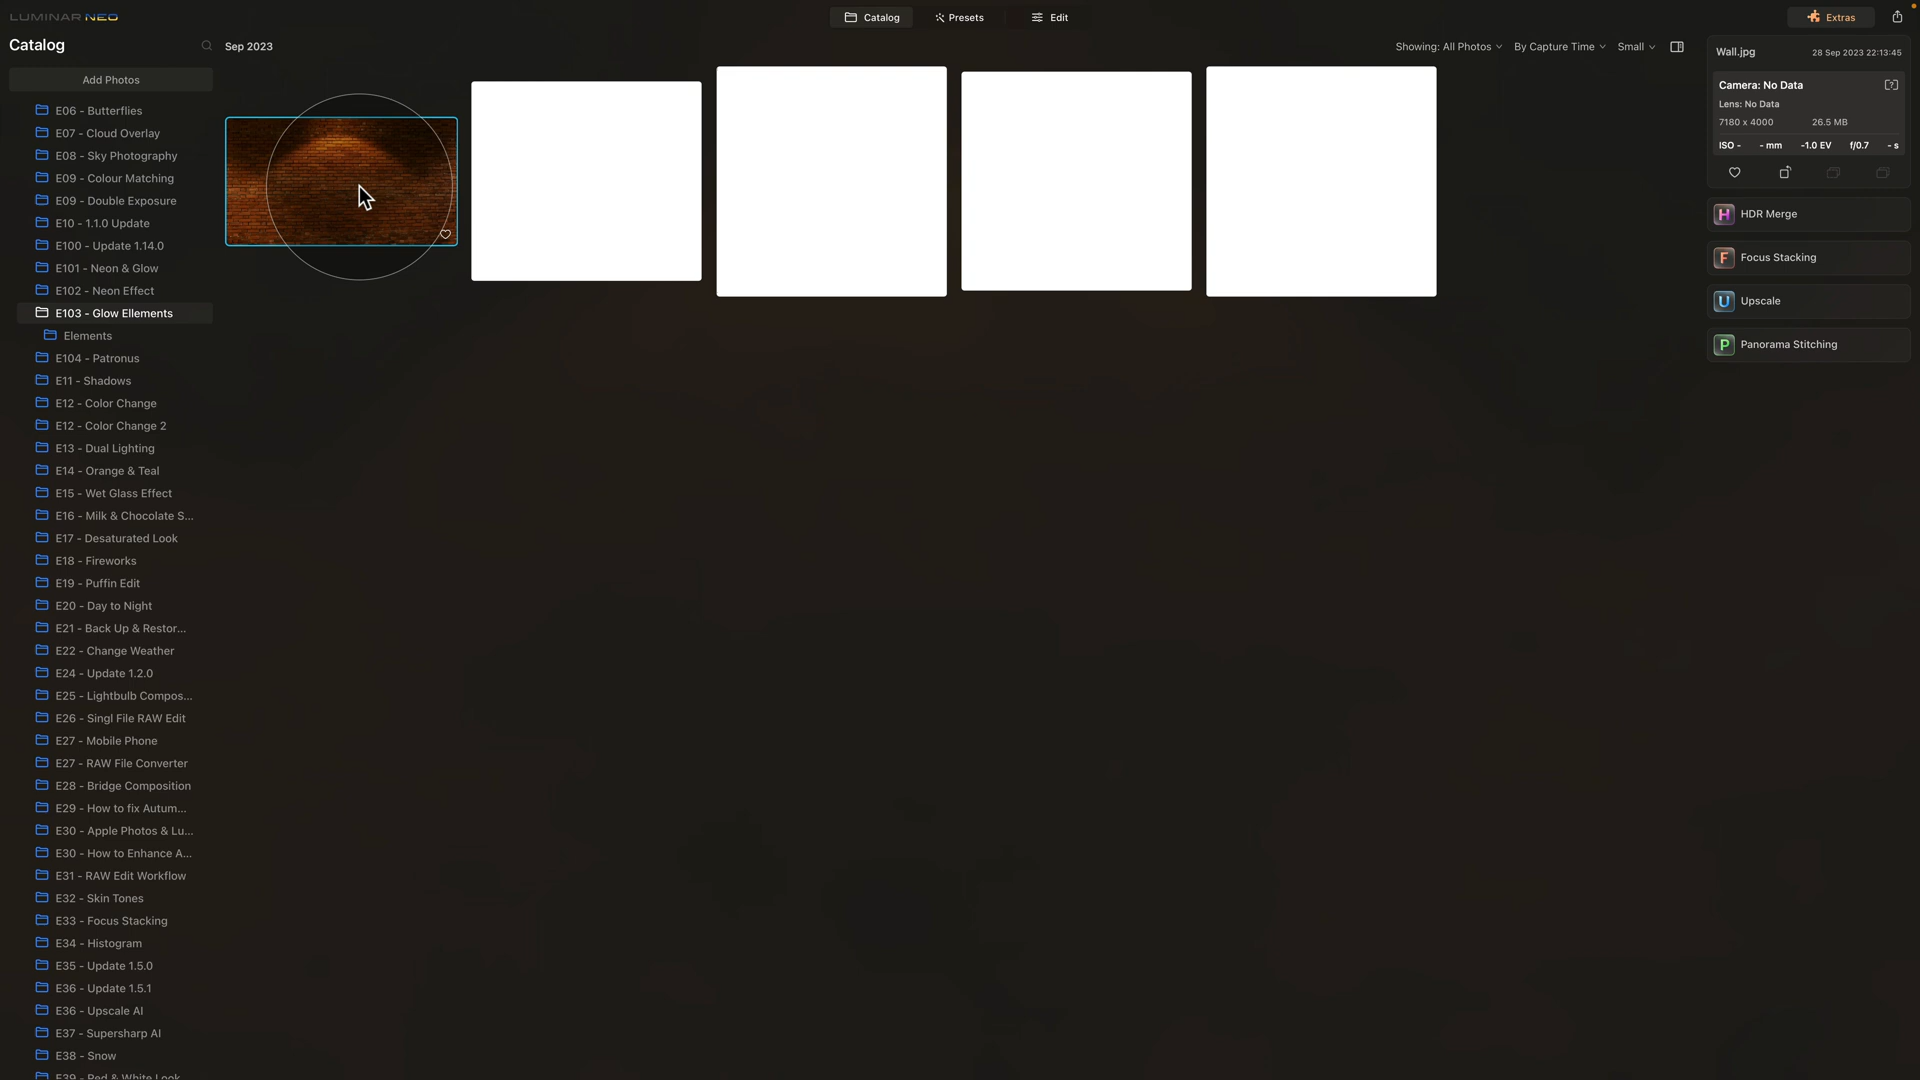 LUMINAR NEO
Catalog
Presets
Edit
Extras
Catalog
Sep 2023
Showing: All Photos
By Capture Time
Small
Add Photos
E06 - Butterflies
E07 - Cloud Overlay
E08 - Sky Photography
E09 - Colour Matching
E09 - Double Exposure
E10 - 1.1.0 Update
E100 - Update 1.14.0
E101 - Neon & Glow
E102 - Neon Effect
E103 - Glow Ellements
Elements
E104 - Patronus
E11 - Shadows
E12 - Color Change
E12 - Color Change 2
E13 - Dual Lighting
E14 - Orange & Teal
E15 - Wet Glass Effect
E16 - Milk & Chocolate S...
E17 - Desaturated Look
E18 - Fireworks
E19 - Puffin Edit
E20 - Day to Night
E21 - Back Up & Restor...
E22 - Change Weather
E24 - Update 1.2.0
E25 - Lightbulb Compos...
E26 - Singl File RAW Edit
E27 - Mobile Phone
E27 - RAW File Converter
E28 - Bridge Composition
E29 - How to fix Autum...
E30 - Apple Photos & Lu...
E30 - How to Enhance A...
E31 - RAW Edit Workflow
E32 - Skin Tones
E33 - Focus Stacking
E34 - Histogram
E35 - Update 1.5.0
E36 - Update 1.5.1
E36 - Upscale AI
E37 - Supersharp AI
E38 - Snow
E39 - Red & White Look
Wall.jpg
28 Sep 2023 22:13:45
Camera: No Data
Lens: No Data
7180 x 4000
26.5 MB
ISO -
- mm
-1.0 EV
f/0.7
- s
H HDR Merge
F Focus Stacking
U Upscale
P Panorama Stitching